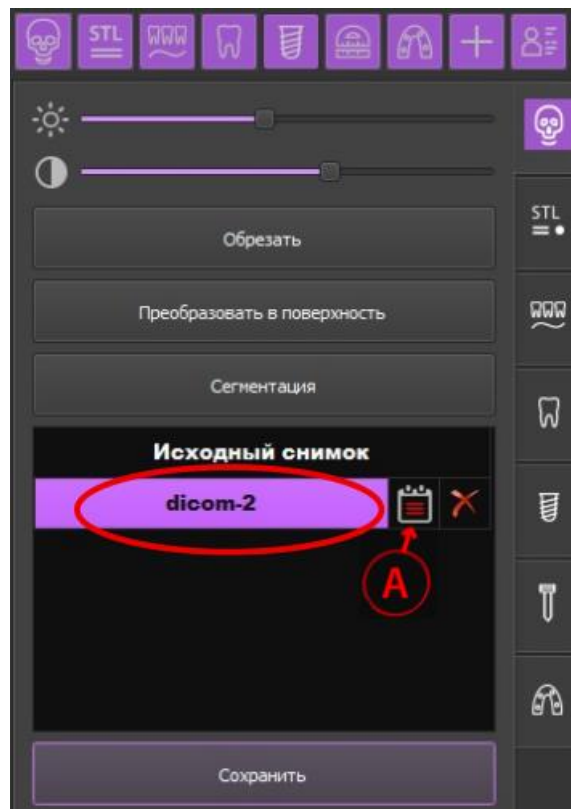 STL
STL
Обрезать
Преобразовать в поверхность
Сегментация
Исходный снимок
dicom-2
A
Сохранить